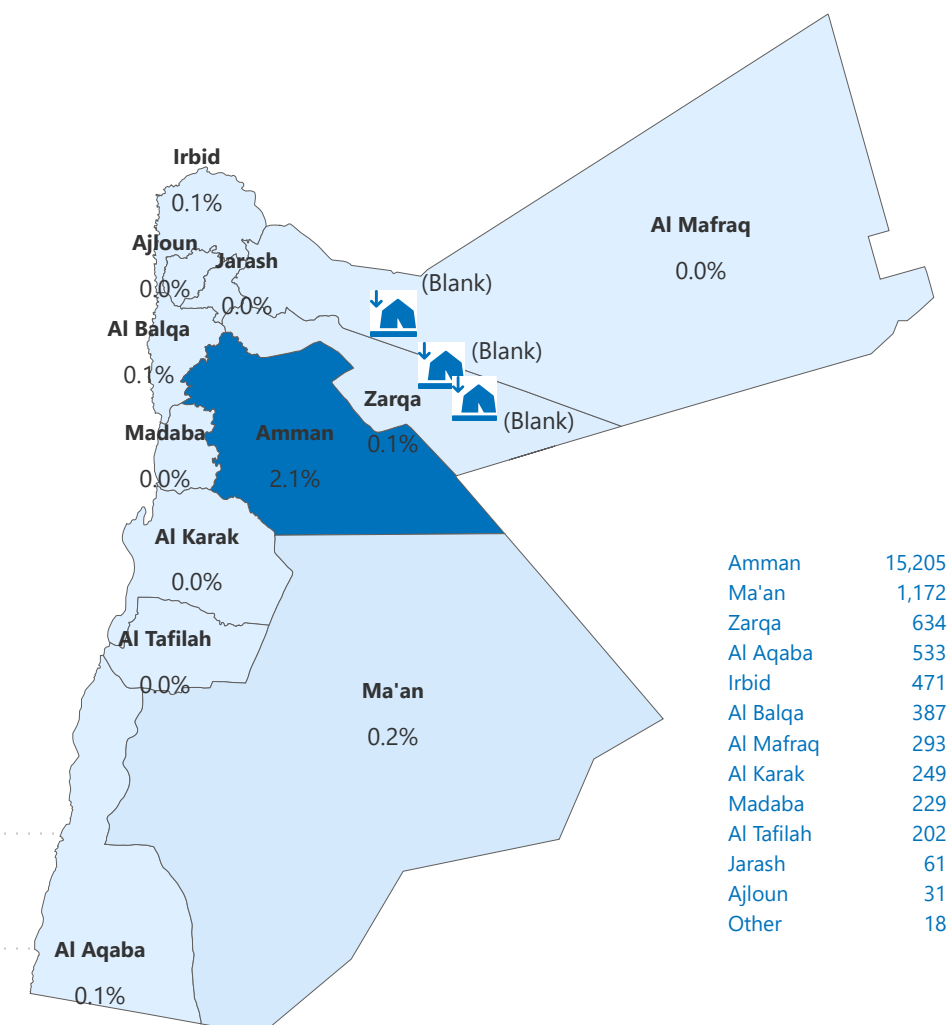 Irbid
0.1%
Al Mafraq
0.0%
Ajloun
0.0%
Jarash
0.0%
(Blank)
Al Balqa
0.1%
(Blank)
Zarqa
0.1%
(Blank)
Madaba
0.0%
Amman
2.1%
Al Karak
0.0%
Al Tafilah
0.0%
Ma'an
0.2%
Al Aqaba
0.1%
Amman 15,205
Ma'an 1,172
Zarqa 634
Al Aqaba 533
Irbid 471
Al Balqa 387
Al Mafraq 293
Al Karak 249
Madaba 229
Al Tafilah 202
Jarash 61
Ajloun 31
Other 18